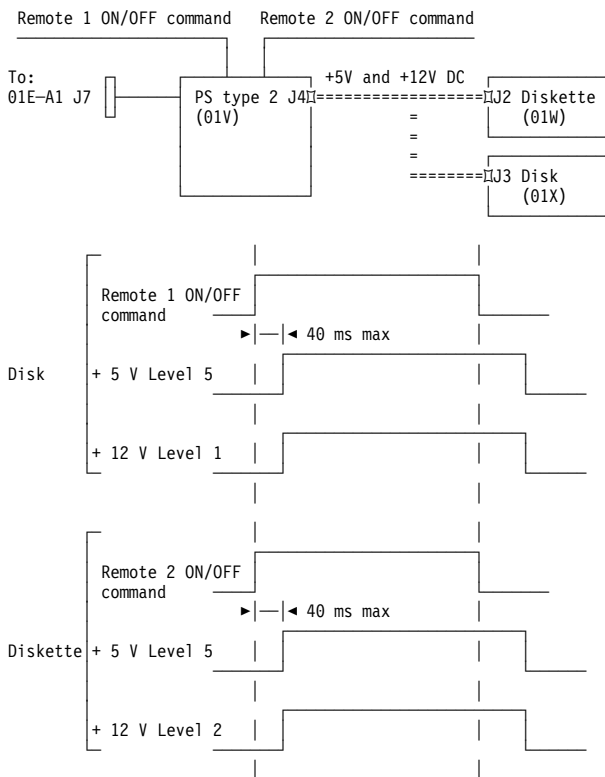 Remote 1 ON/OFF command Remote 2 ON/OFF command
To: +5V and +12V DC
01E-A1 J7 PS type 2 J4 J2 Diskette
(01V) (01W)
J3 Disk
(01X)
Remote 1 ON/OFF
command
40 ms max
Disk + 5 V Level 5
+ 12 V Level 1
Remote 2 ON/OFF
command
40 ms max
Diskette + 5 V Level 5
+ 12 V Level 2